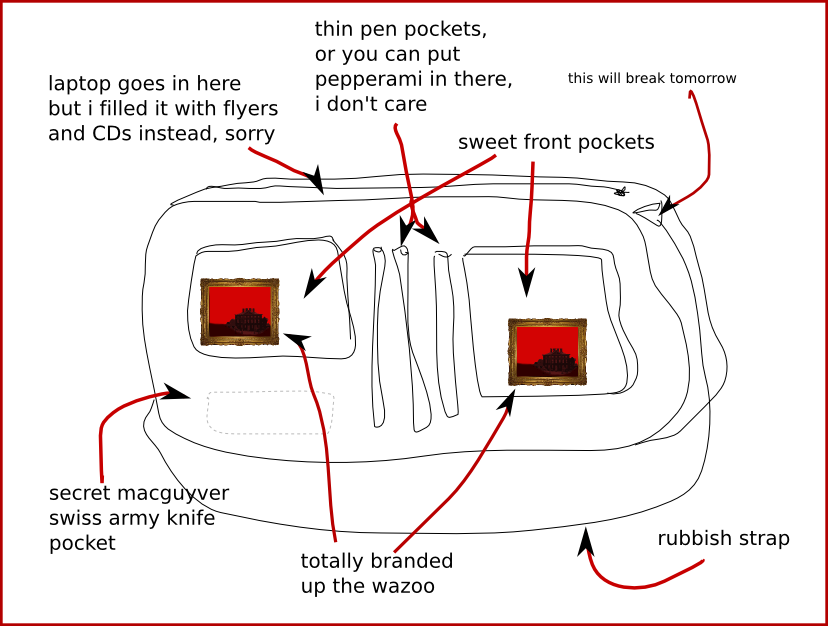 thin pen pockets,
or you can put
pepperami in there,
i don't care
laptop goes in here
but i filled it with flyers
and CDs instead, sorry
this will break tomorrow
sweet front pockets
secret macguyver
swiss army knife
pocket
totally branded
up the wazoo
rubbish strap